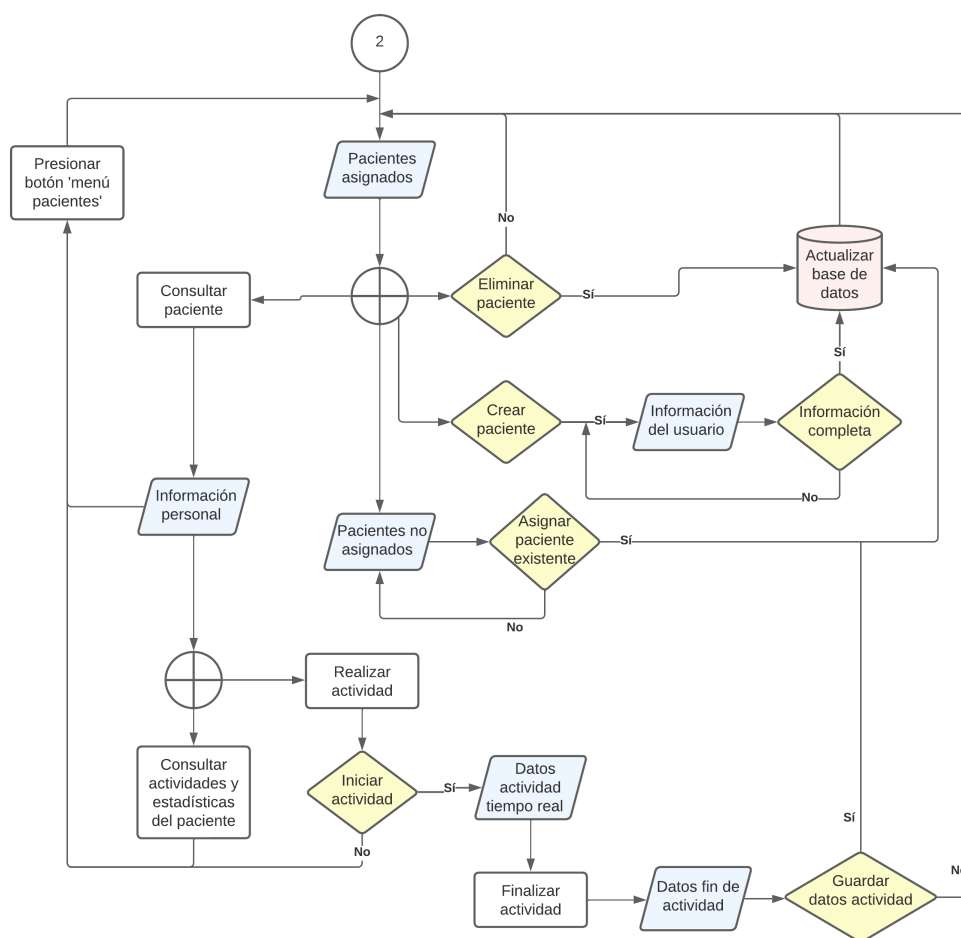 2
Presionar
botón 'menú
pacientes'
Pacientes
asignados
No
Actualizar
base de
datos
Consultar
paciente
Eliminar
paciente
Sí
Sí
Crear
paciente
Sí
Información
del usuario
Información
completa
No
Información
personal
Pacientes no
asignados
Asignar
paciente
existente
Sí
No
Realizar
actividad
Consultar
actividades y
estadísticas
del paciente
Iniciar
actividad
Sí
Datos
actividad
tiempo real
No
Sí
Finalizar
actividad
Datos fin de
actividad
Guardar
datos actividad